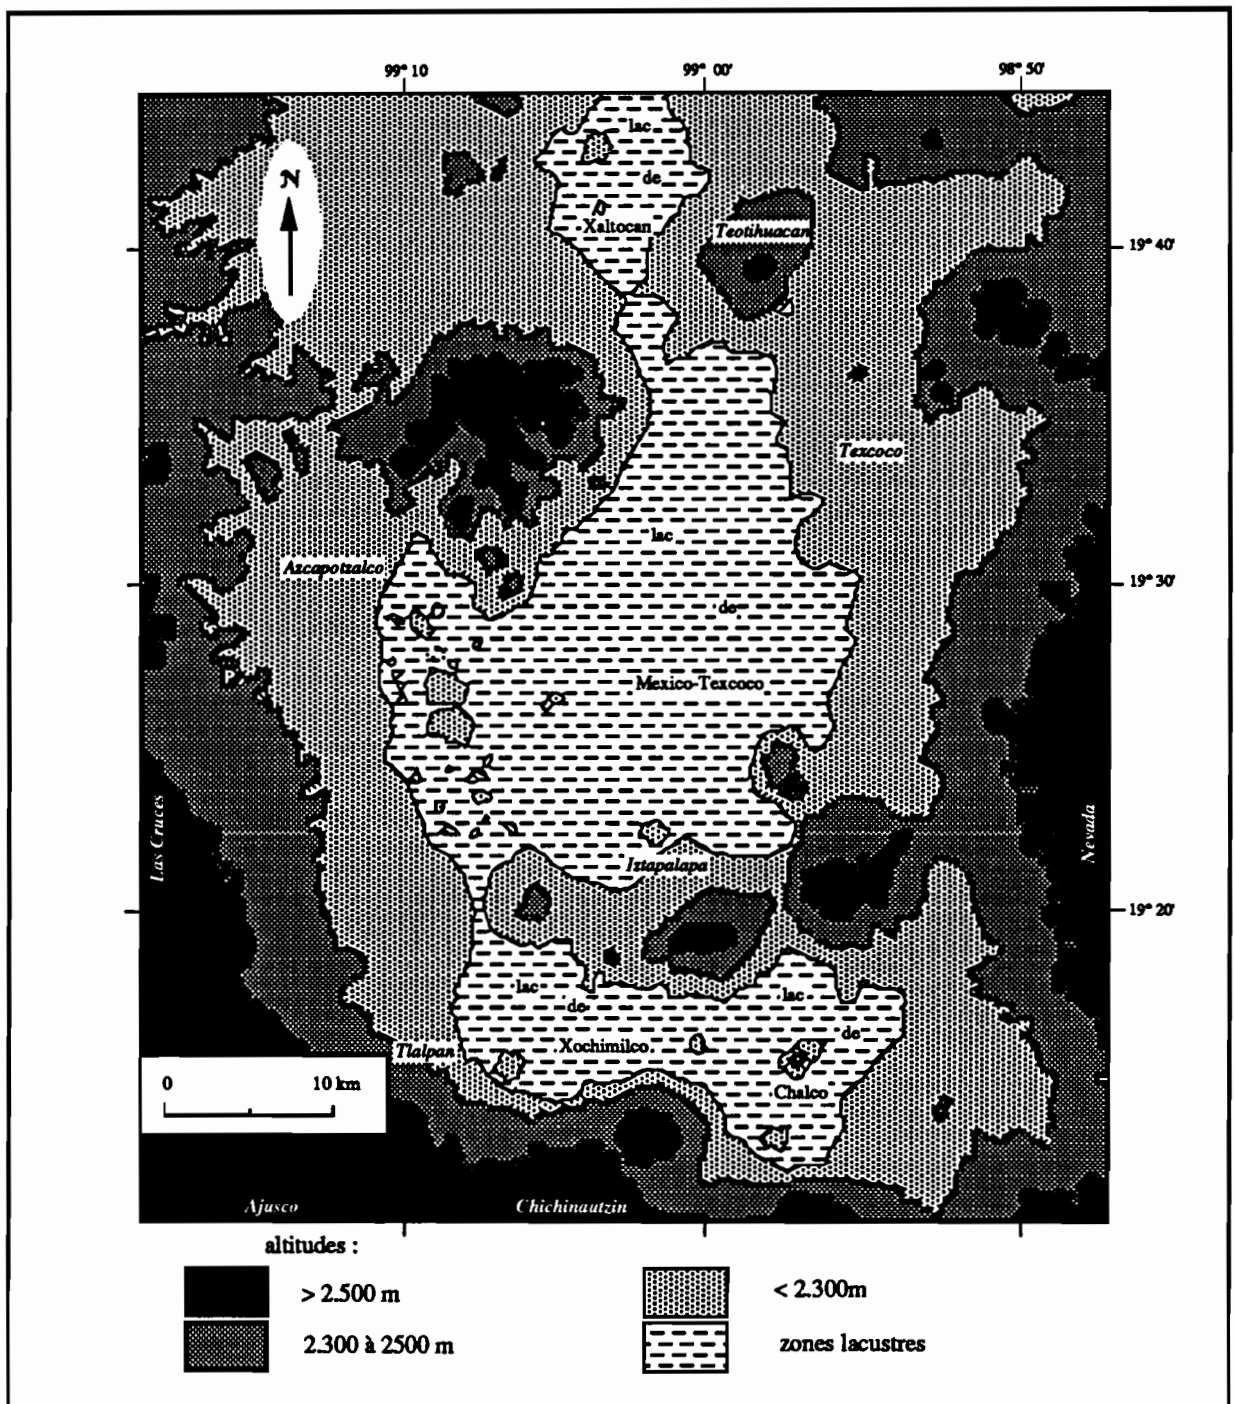 99° 10
99° 00'
98° 50'
N
lac
de
Xaltocan
Teotihuacan
19° 40'
Texcoco
lac
Azcapotzalco
19° 30'
de
Mexico-Texcoco
Las Cruces
Nevada
Iztapalapa
19° 20'
lac
de
Xochimilco
lac
de
Chalco
Tlalpan
0
10 km
Ajusco
Chichinautzin
altitudes :
> 2.500 m
< 2.300m
2.300 à 2500 m
zones lacustres